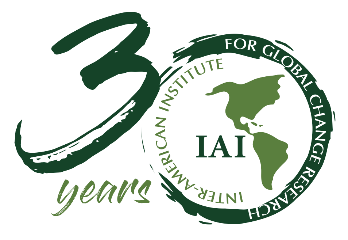 30
years
INTER-AMERICAN INSTITUTE
FOR GLOBAL CHANGE RESEARCH
IAI